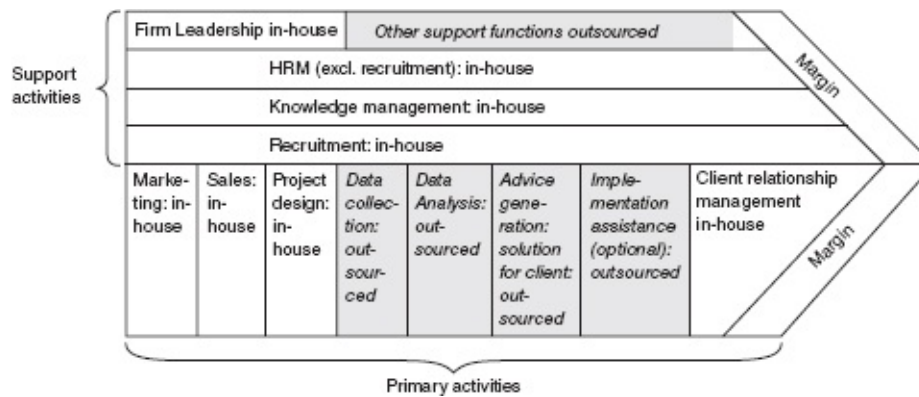 Firm Leadership in-house
Other support functions outsourced
HRM (excl. recruitment): in-house
Support
activities
Knowledge management: in-house
Recruitment: in-house
Margin
Marke-
ting: in-
house
Sales:
in-
house
Project
design:
in-
house
Data
collec-
tion:
out-
sour-
ced
Data
Analysis:
out-
sourced
Advice
gene-
ration:
solution
for client:
out-
sourced
Imple-
mentation
assistance
(optional):
outsourced
Client relationship
management
in-house
Margin
Primary activities